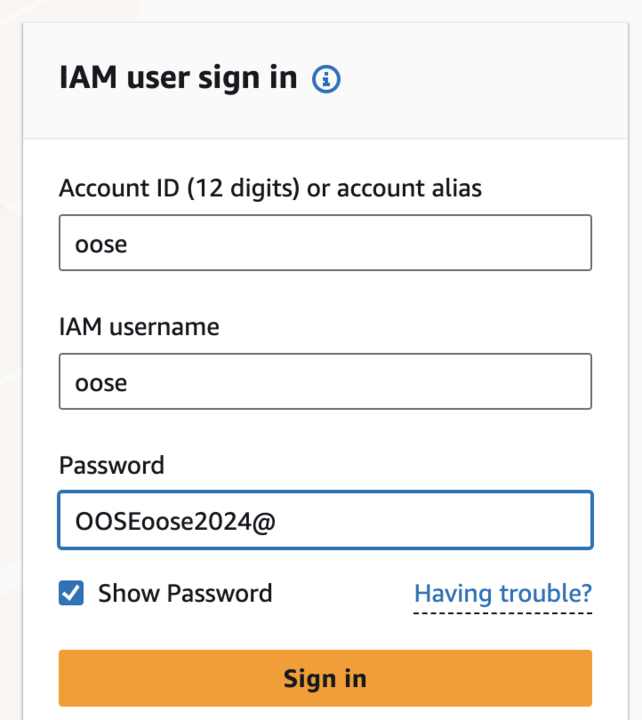 IAM user sign in
Account ID (12 digits) or account alias
oose
IAM username
oose
Password
OOSEoose2024@
Show Password
Having trouble?
Sign in